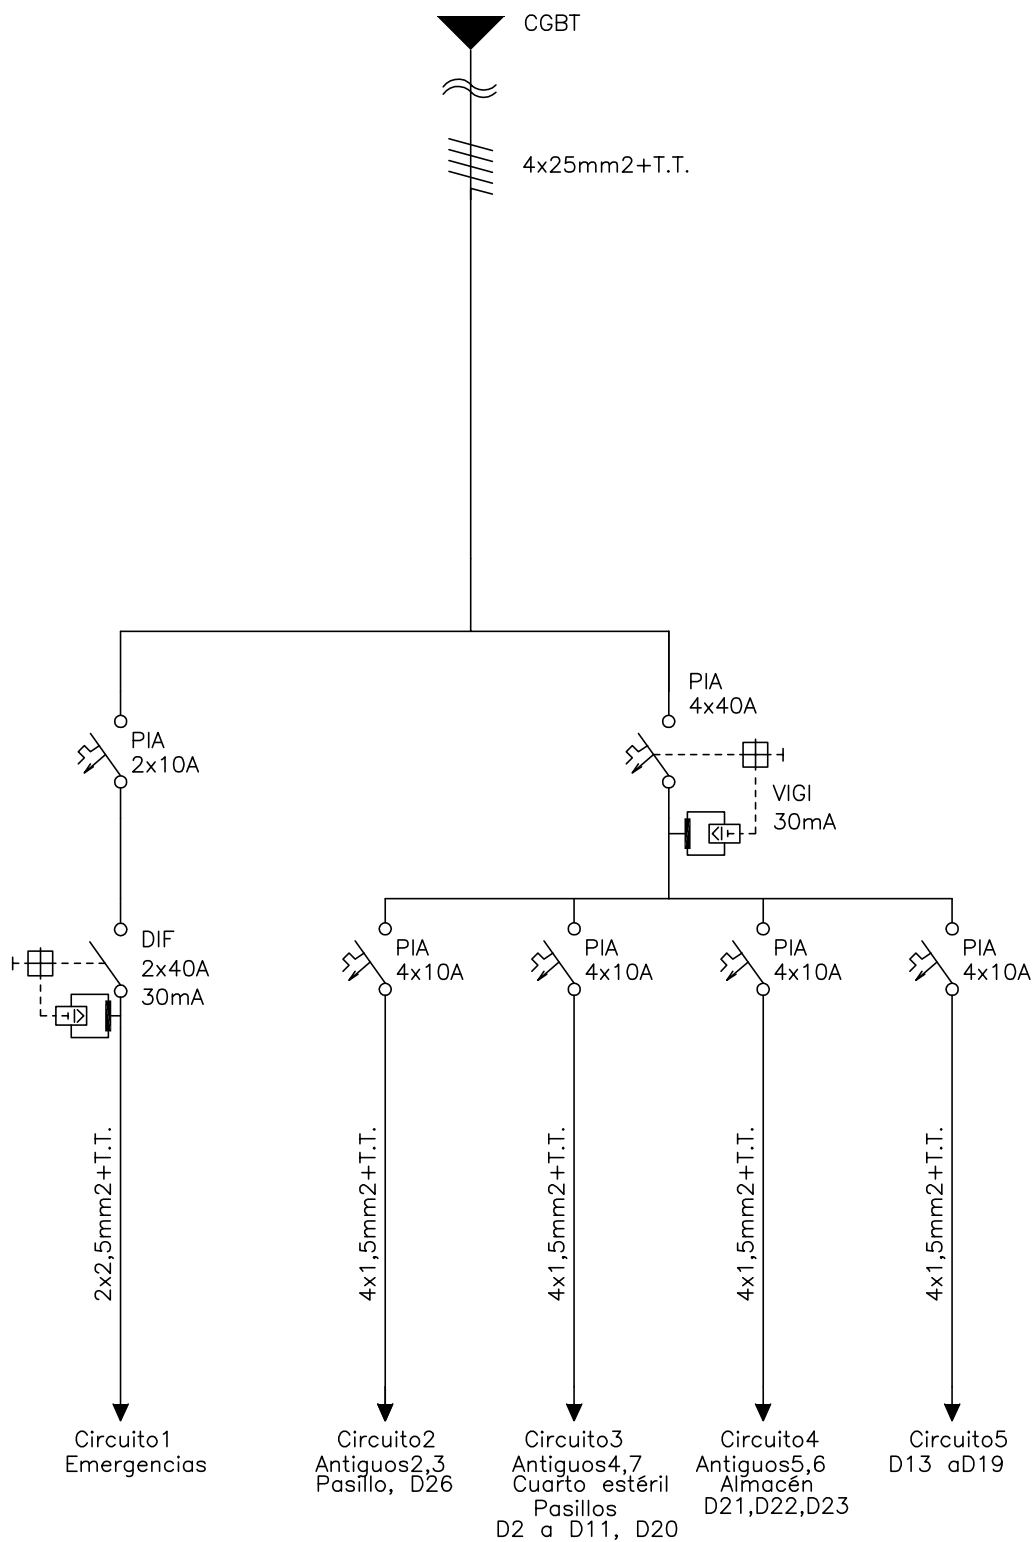 CGBT
4x25mm2+T.T.
PIA
4x40A
PIA
2x10A
VIGI
30mA
DIF
2x40A
30mA
PIA
4x10A
PIA
4x10A
PIA
4x10A
PIA
4x10A
2x2,5mm2+T.T.
4x1,5mm2+T.T.
4x1,5mm2+T.T.
4x1,5mm2+T.T.
4x1,5mm2+T.T.
Circuito1
Emergencias
Circuito2
Antiguos2,3
Pasillo, D26
Circuito3
Antiguos4,7
Cuarto estéril
Pasillos
D2 a D11, D20
Circuito4
Antiguos5,6
Almacén
D21,D22,D23
Circuito5
D13 aD19